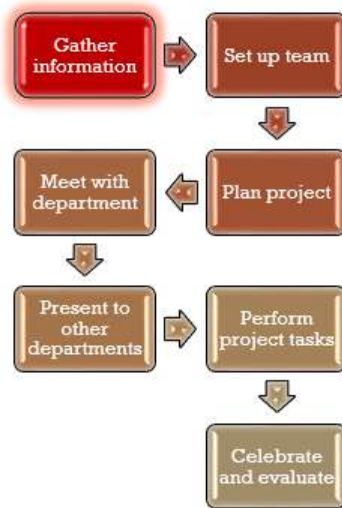 Gather
information
Set up team
Plan project
Meet with
department
Present to
other
departments
Perform
project tasks
Celebrate
and evaluate